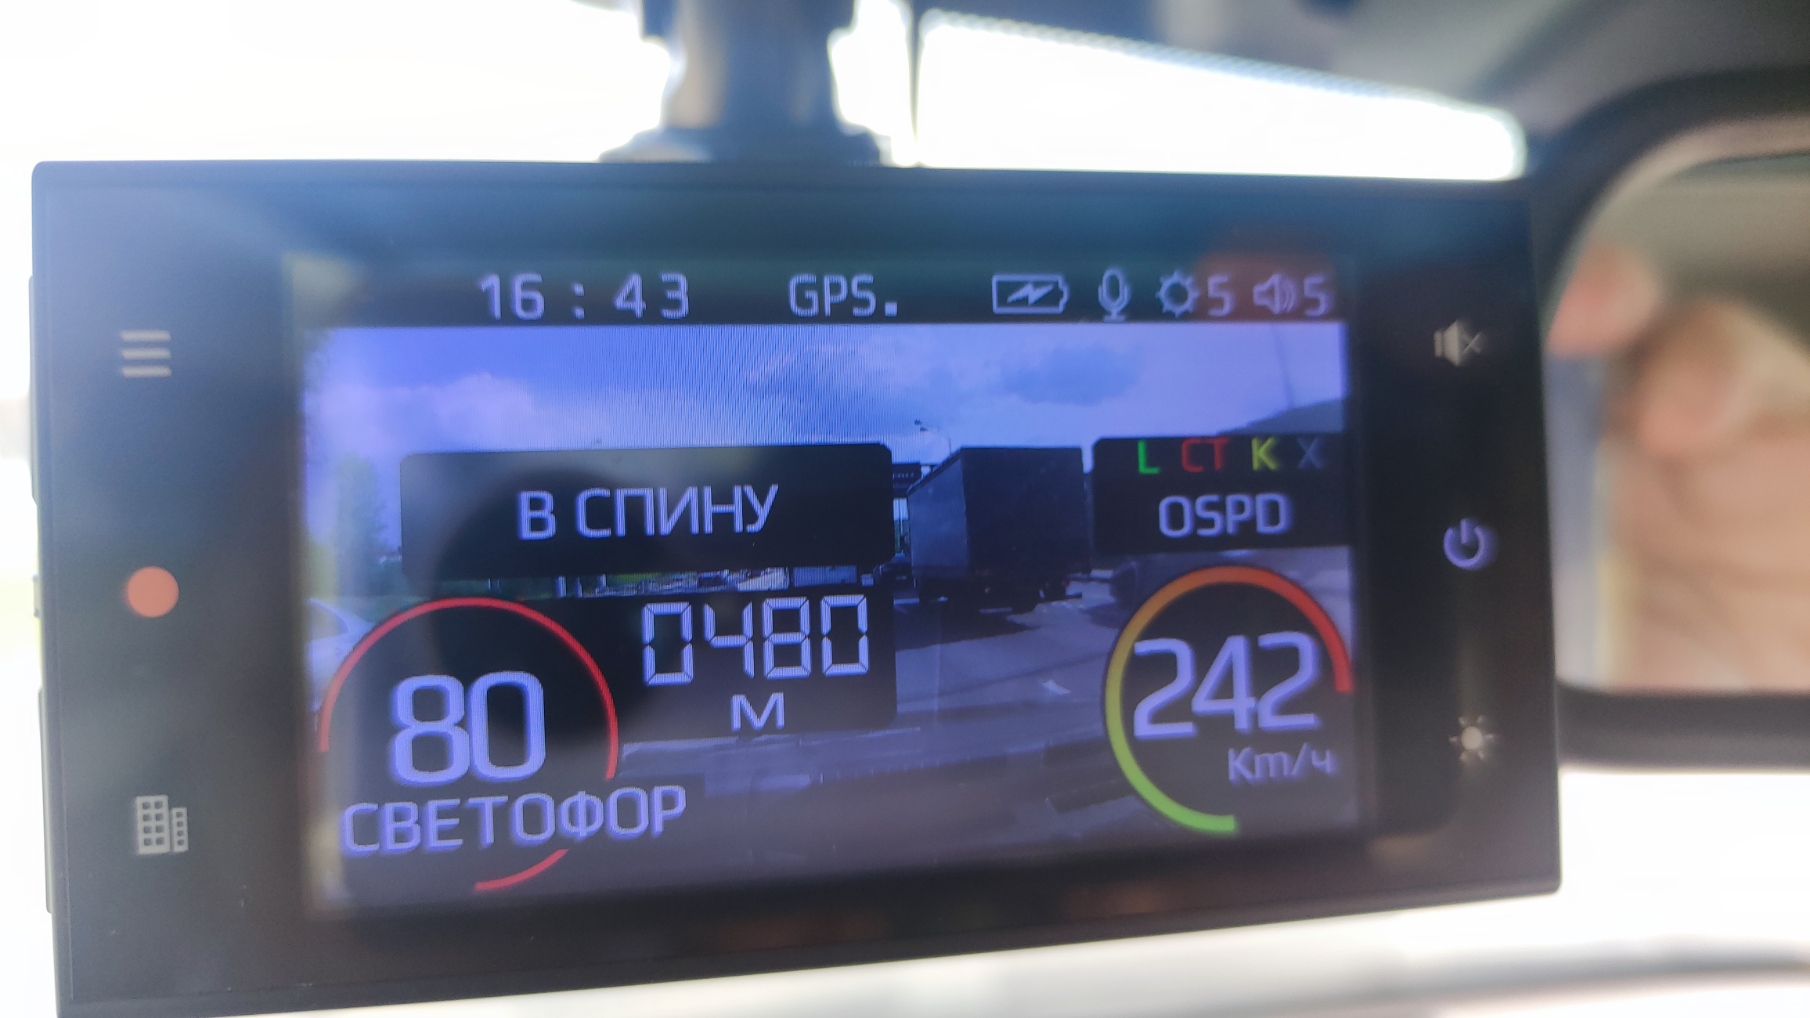 16 : 43 GPS. 5 5
L CT K X
В СПИНУ
OSPD
0480
М
80
СВЕТОФОР
242
Km/ч